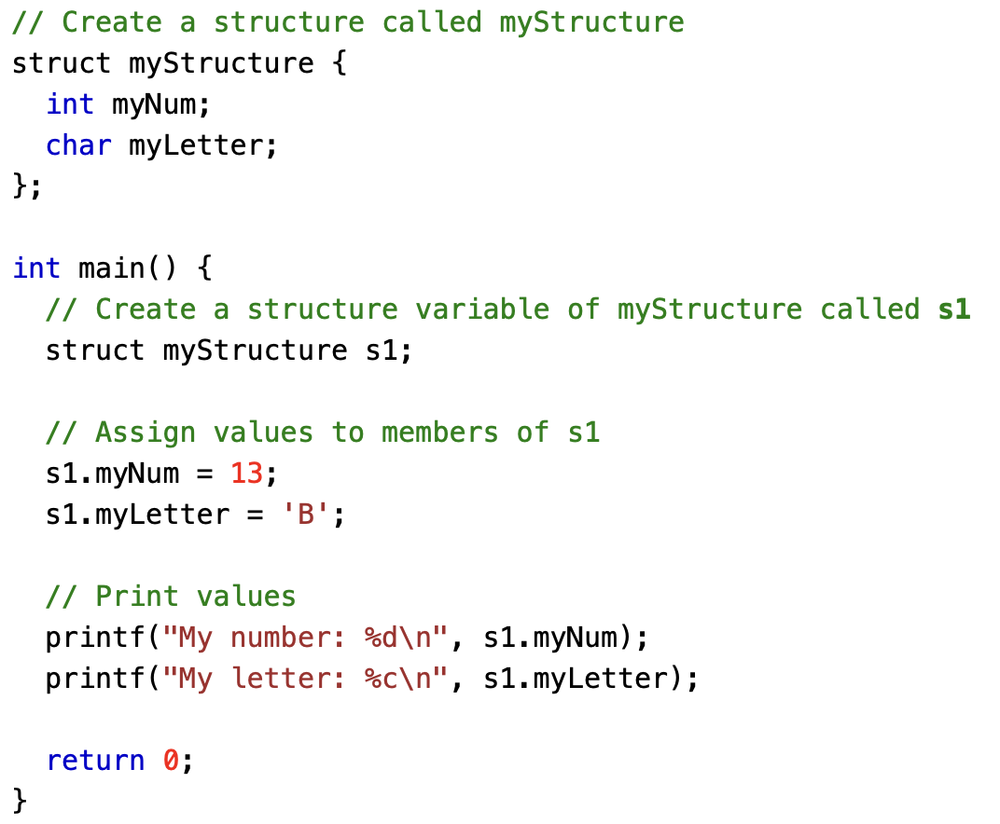 // Create a structure called myStructure
struct myStructure {
  int myNum;
  char myLetter;
};

int main() {
  // Create a structure variable of myStructure called s1
  struct myStructure s1;

  // Assign values to members of s1
  s1.myNum = 13;
  s1.myLetter = 'B';

  // Print values
  printf("My number: %d\n", s1.myNum);
  printf("My letter: %c\n", s1.myLetter);

  return 0;
}